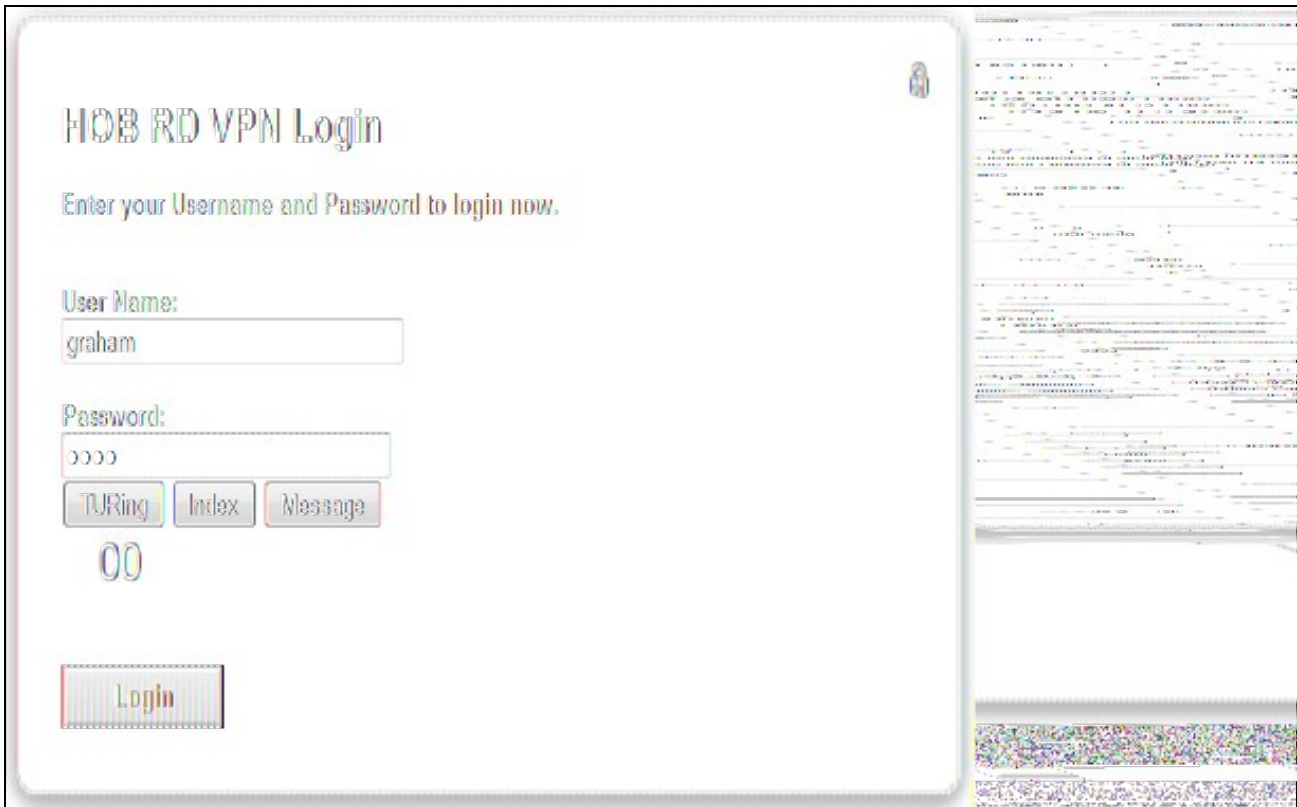 HOB RD VPN Login
Enter your Username and Password to login now.
User Name:
graham
Password:
TURing Index Message
00
Login